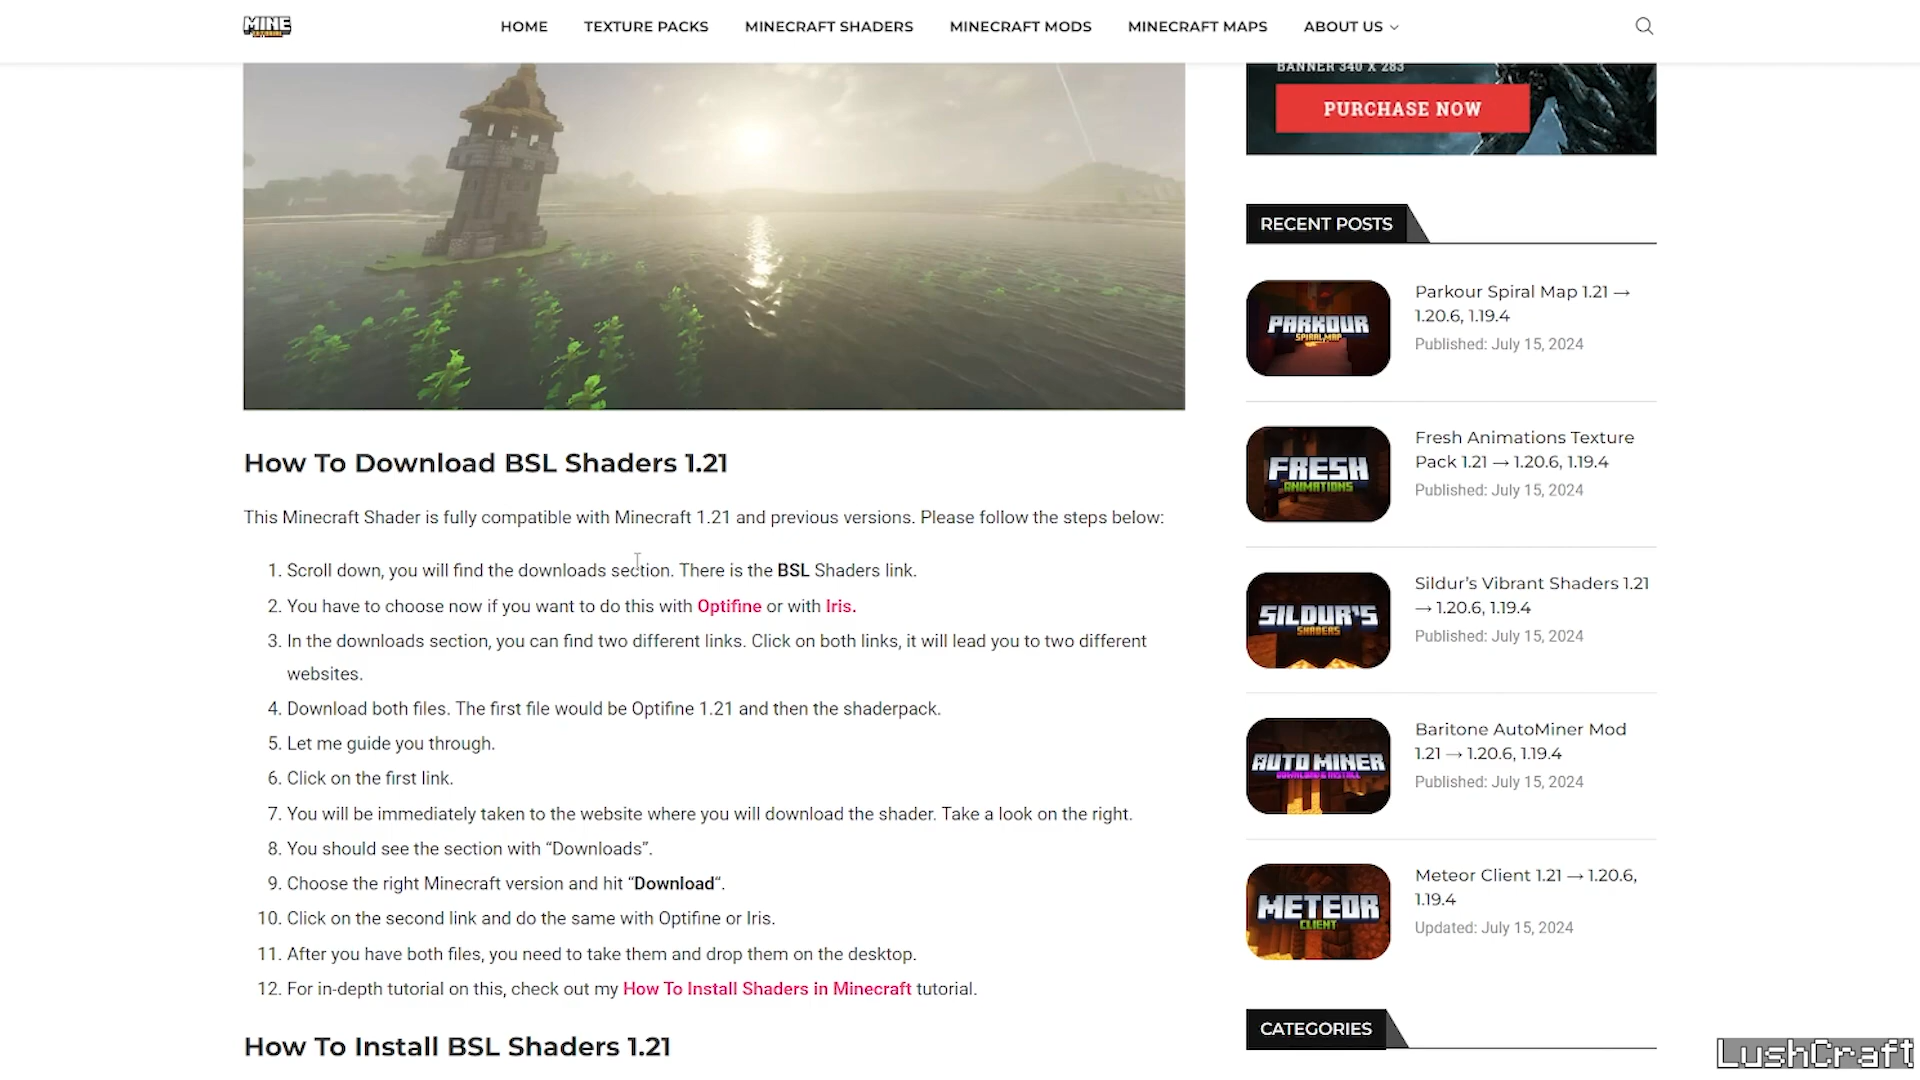 MINE
HOME TEXTURE PACKS MINECRAFT SHADERS MINECRAFT MODS MINECRAFT MAPS ABOUT US
BANNER 340 X 283
PURCHASE NOW
How To Download BSL Shaders 1.21
This Minecraft Shader is fully compatible with Minecraft 1.21 and previous versions. Please follow the steps below:
1. Scroll down, you will find the downloads section. There is the BSL Shaders link.
2. You have to choose now if you want to do this with Optifine or with Iris.
3. In the downloads section, you can find two different links. Click on both links, it will lead you to two different
websites.
4. Download both files. The first file would be Optifine 1.21 and then the shaderpack.
5. Let me guide you through.
6. Click on the first link.
7. You will be immediately taken to the website where you will download the shader. Take a look on the right.
8. You should see the section with “Downloads”.
9. Choose the right Minecraft version and hit “Download“.
10. Click on the second link and do the same with Optifine or Iris.
11. After you have both files, you need to take them and drop them on the desktop.
12. For in-depth tutorial on this, check out my How To Install Shaders in Minecraft tutorial.
How To Install BSL Shaders 1.21
RECENT POSTS
PARKOUR
SPIRAL MAP
Parkour Spiral Map 1.21 →
1.20.6, 1.19.4
Published: July 15, 2024
FRESH
ANIMATIONS
Fresh Animations Texture
Pack 1.21 → 1.20.6, 1.19.4
Published: July 15, 2024
SILDUR'S
SHADERS
Sildur’s Vibrant Shaders 1.21
→ 1.20.6, 1.19.4
Published: July 15, 2024
AUTO MINER
DOWNLOAD & INSTALL
Baritone AutoMiner Mod
1.21 → 1.20.6, 1.19.4
Published: July 15, 2024
METEOR
CLIENT
Meteor Client 1.21 → 1.20.6,
1.19.4
Updated: July 15, 2024
CATEGORIES
LushCraft